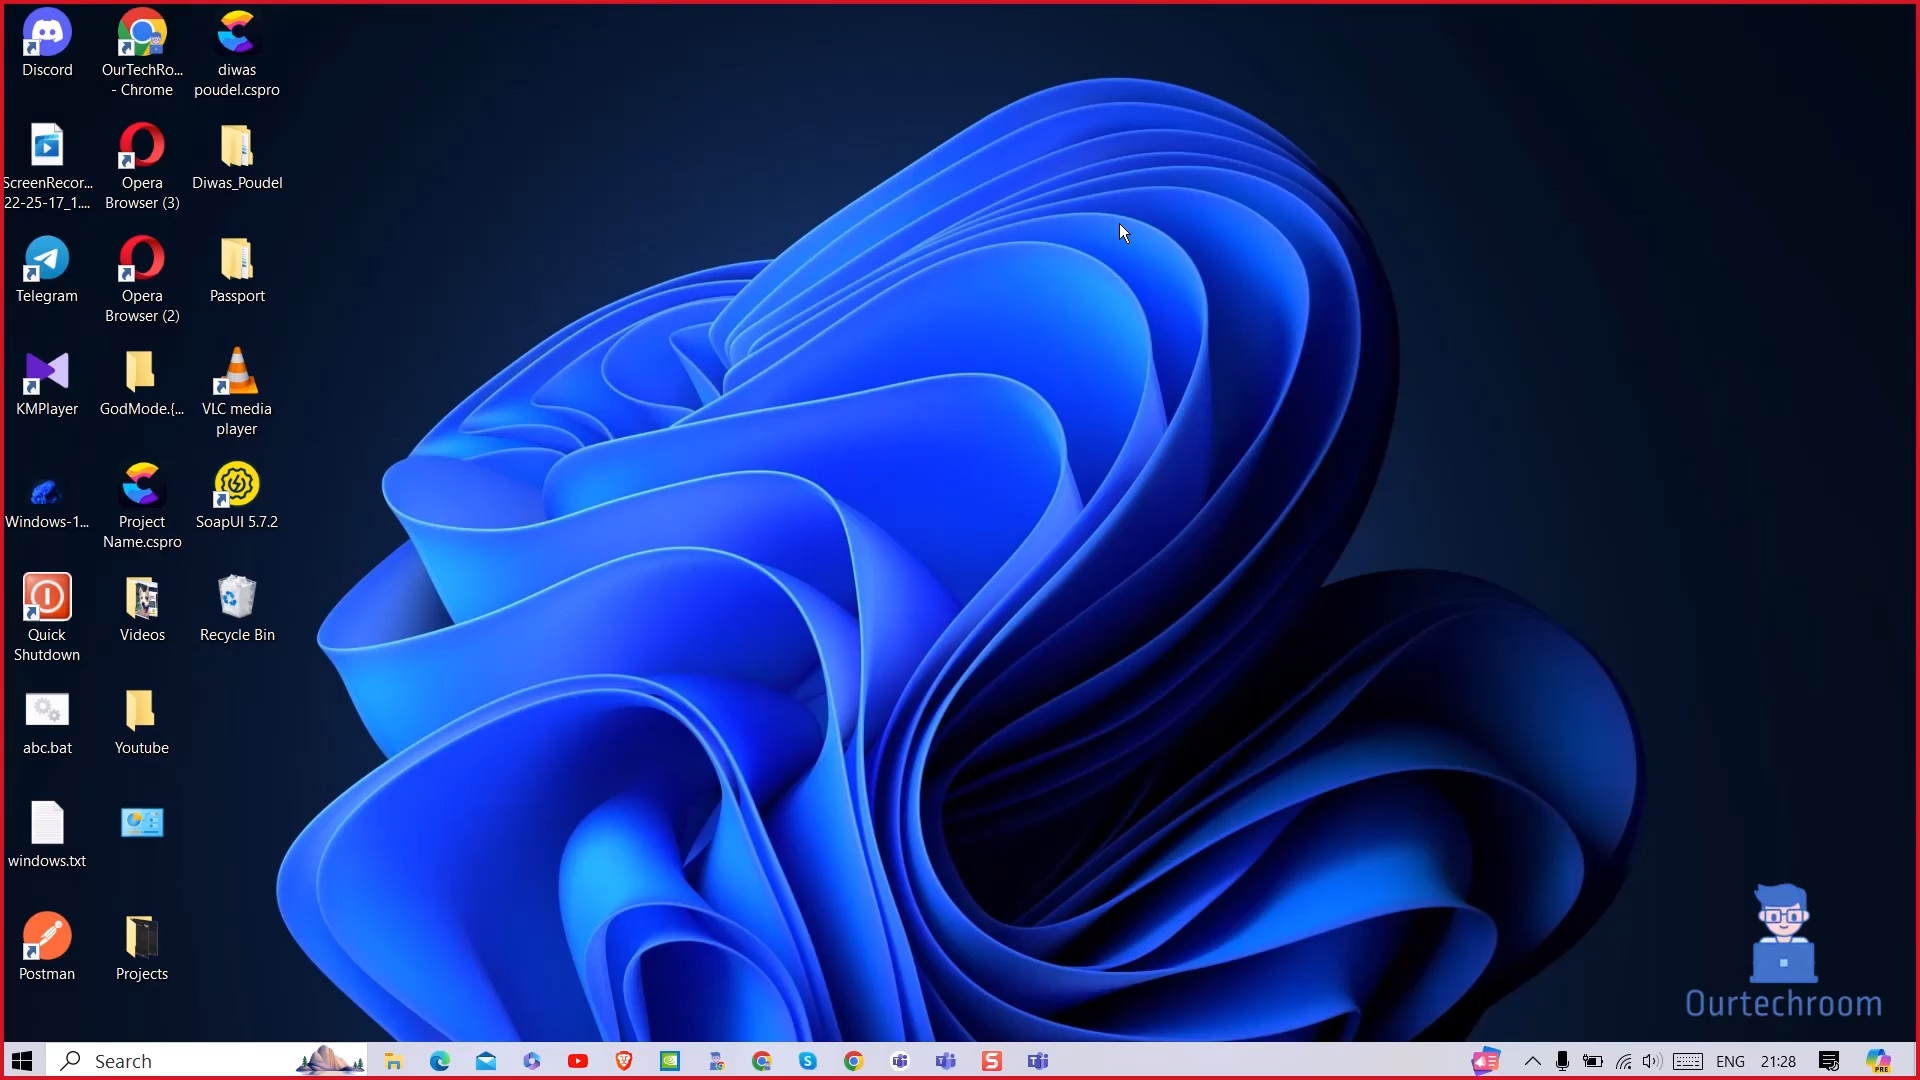 Discord
OurTechRo...
- Chrome
diwas
poudel.cspro
ScreenRecor...
22-25-17_1....
Opera
Browser (3)
Diwas_Poudel
Telegram
Opera
Browser (2)
Passport
KMPlayer
GodMode.{...
VLC media
player
Windows-1...
Project
Name.cspro
SoapUI 5.7.2
Quick
Shutdown
Videos
Recycle Bin
abc.bat
Youtube
windows.txt
Postman
Projects
Ourtechroom
Search
ENG
21:28
PRE